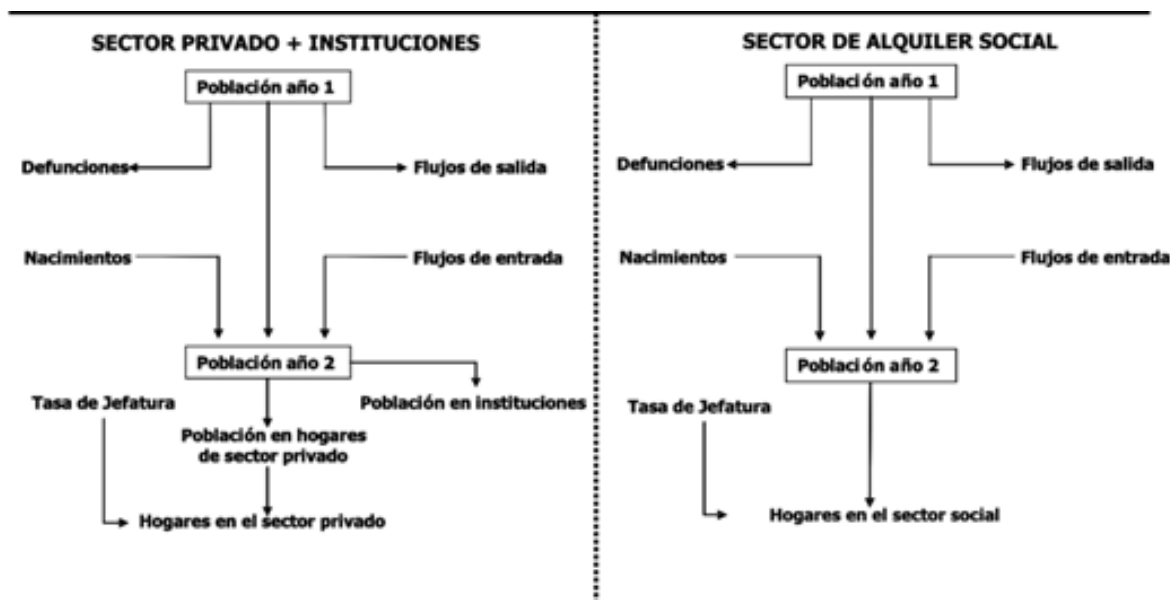 SECTOR PRIVADO + INSTITUCIONES
Población año 1
Defunciones
Flujos de salida
Nacimientos
Flujos de entrada
Población año 2
Tasa de Jefatura
Población en instituciones
Población en hogares
de sector privado
Hogares en el sector privado
SECTOR DE ALQUILER SOCIAL
Población año 1
Defunciones
Flujos de salida
Nacimientos
Flujos de entrada
Población año 2
Tasa de Jefatura
Hogares en el sector social